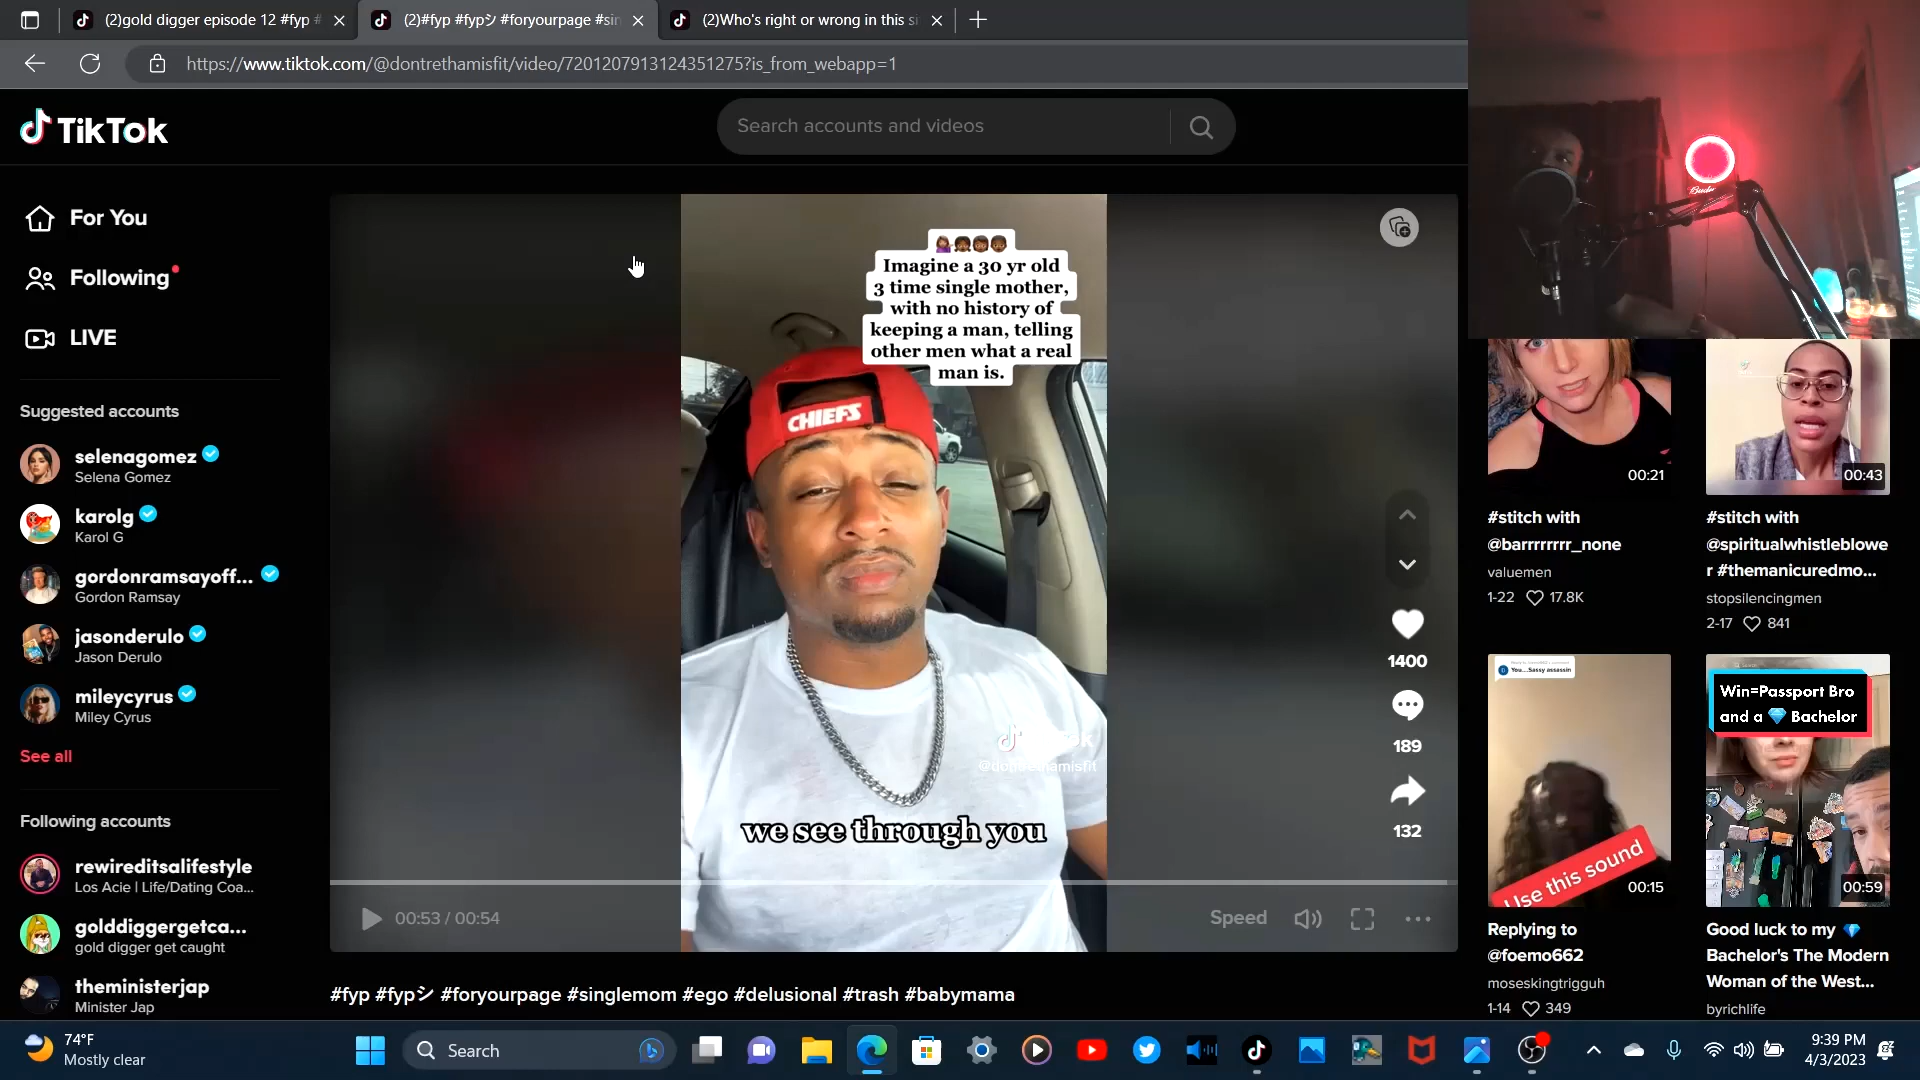 (2)gold digger episode 12 #fyp #
(2)#fyp #fypシ #foryourpage #sin
(2)Who's right or wrong in this si
https://www.tiktok.com/@dontrethamisfit/video/7201207913124351275?is_from_webapp=1
TikTok
Search accounts and videos
For You
Following
LIVE
Suggested accounts
selenagomez
Selena Gomez
karolg
Karol G
gordonramsayoff...
Gordon Ramsay
jasonderulo
Jason Derulo
mileycyrus
Miley Cyrus
See all
Following accounts
rewireditsalifestyle
Los Acie | Life/Dating Coa...
golddiggergetca...
gold digger get caught
theministerjap
Minister Jap
Imagine a 30 yr old
3 time single mother,
with no history of
keeping a man, telling
other men what a real
man is.
CHIEFS
@dontrethamisfit
we see through you
1400
189
132
00:53 / 00:54
Speed
#fyp #fypシ #foryourpage #singlemom #ego #delusional #trash #babymama
00:21
#stitch with
@barrrrrrrr_none
valuemen
1-22 17.8K
00:43
#stitch with
@spiritualwhistleblowe
r #themanicuredmo...
stopsilencingmen
2-17 841
You...Sassy assassin
Use this sound
00:15
Replying to
@foemo662
moseskingtrigguh
1-14 349
Win=Passport Bro
and a 💎 Bachelor
00:59
Good luck to my 💎
Bachelor's The Modern
Woman of the West...
byrichlife
74°F
Mostly clear
Search
9:39 PM
4/3/2023